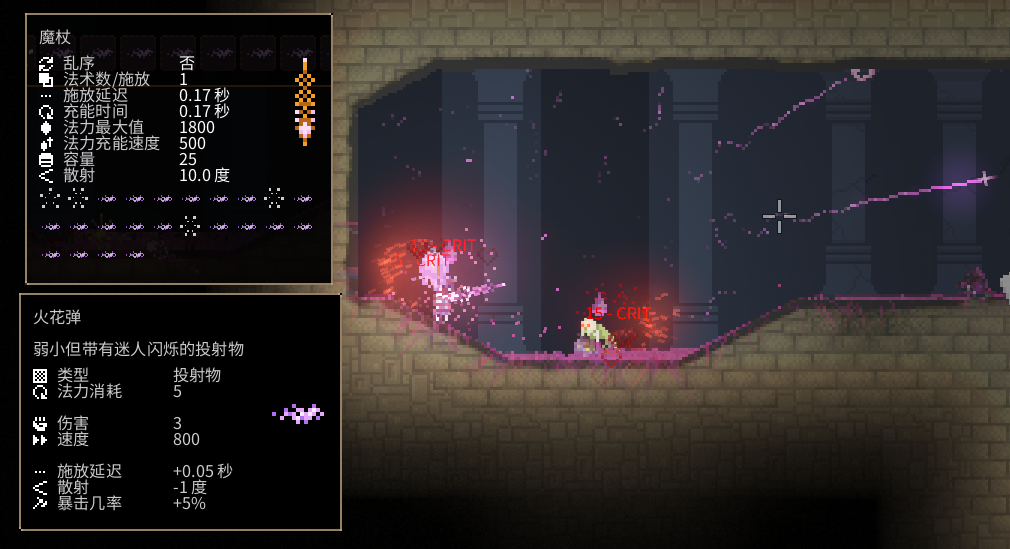 魔杖
乱序 否
法术数/施放 1
施放延迟 0.17 秒
充能时间 0.17 秒
法力最大值 1800
法力充能速度 500
容量 25
散射 10.0 度
火花弹
弱小但带有迷人闪烁的投射物
类型 投射物
法力消耗 5
伤害 3
速度 800
施放延迟 +0.05 秒
散射 -1 度
暴击几率 +5%
CRIT
CRIT
15 - CRIT